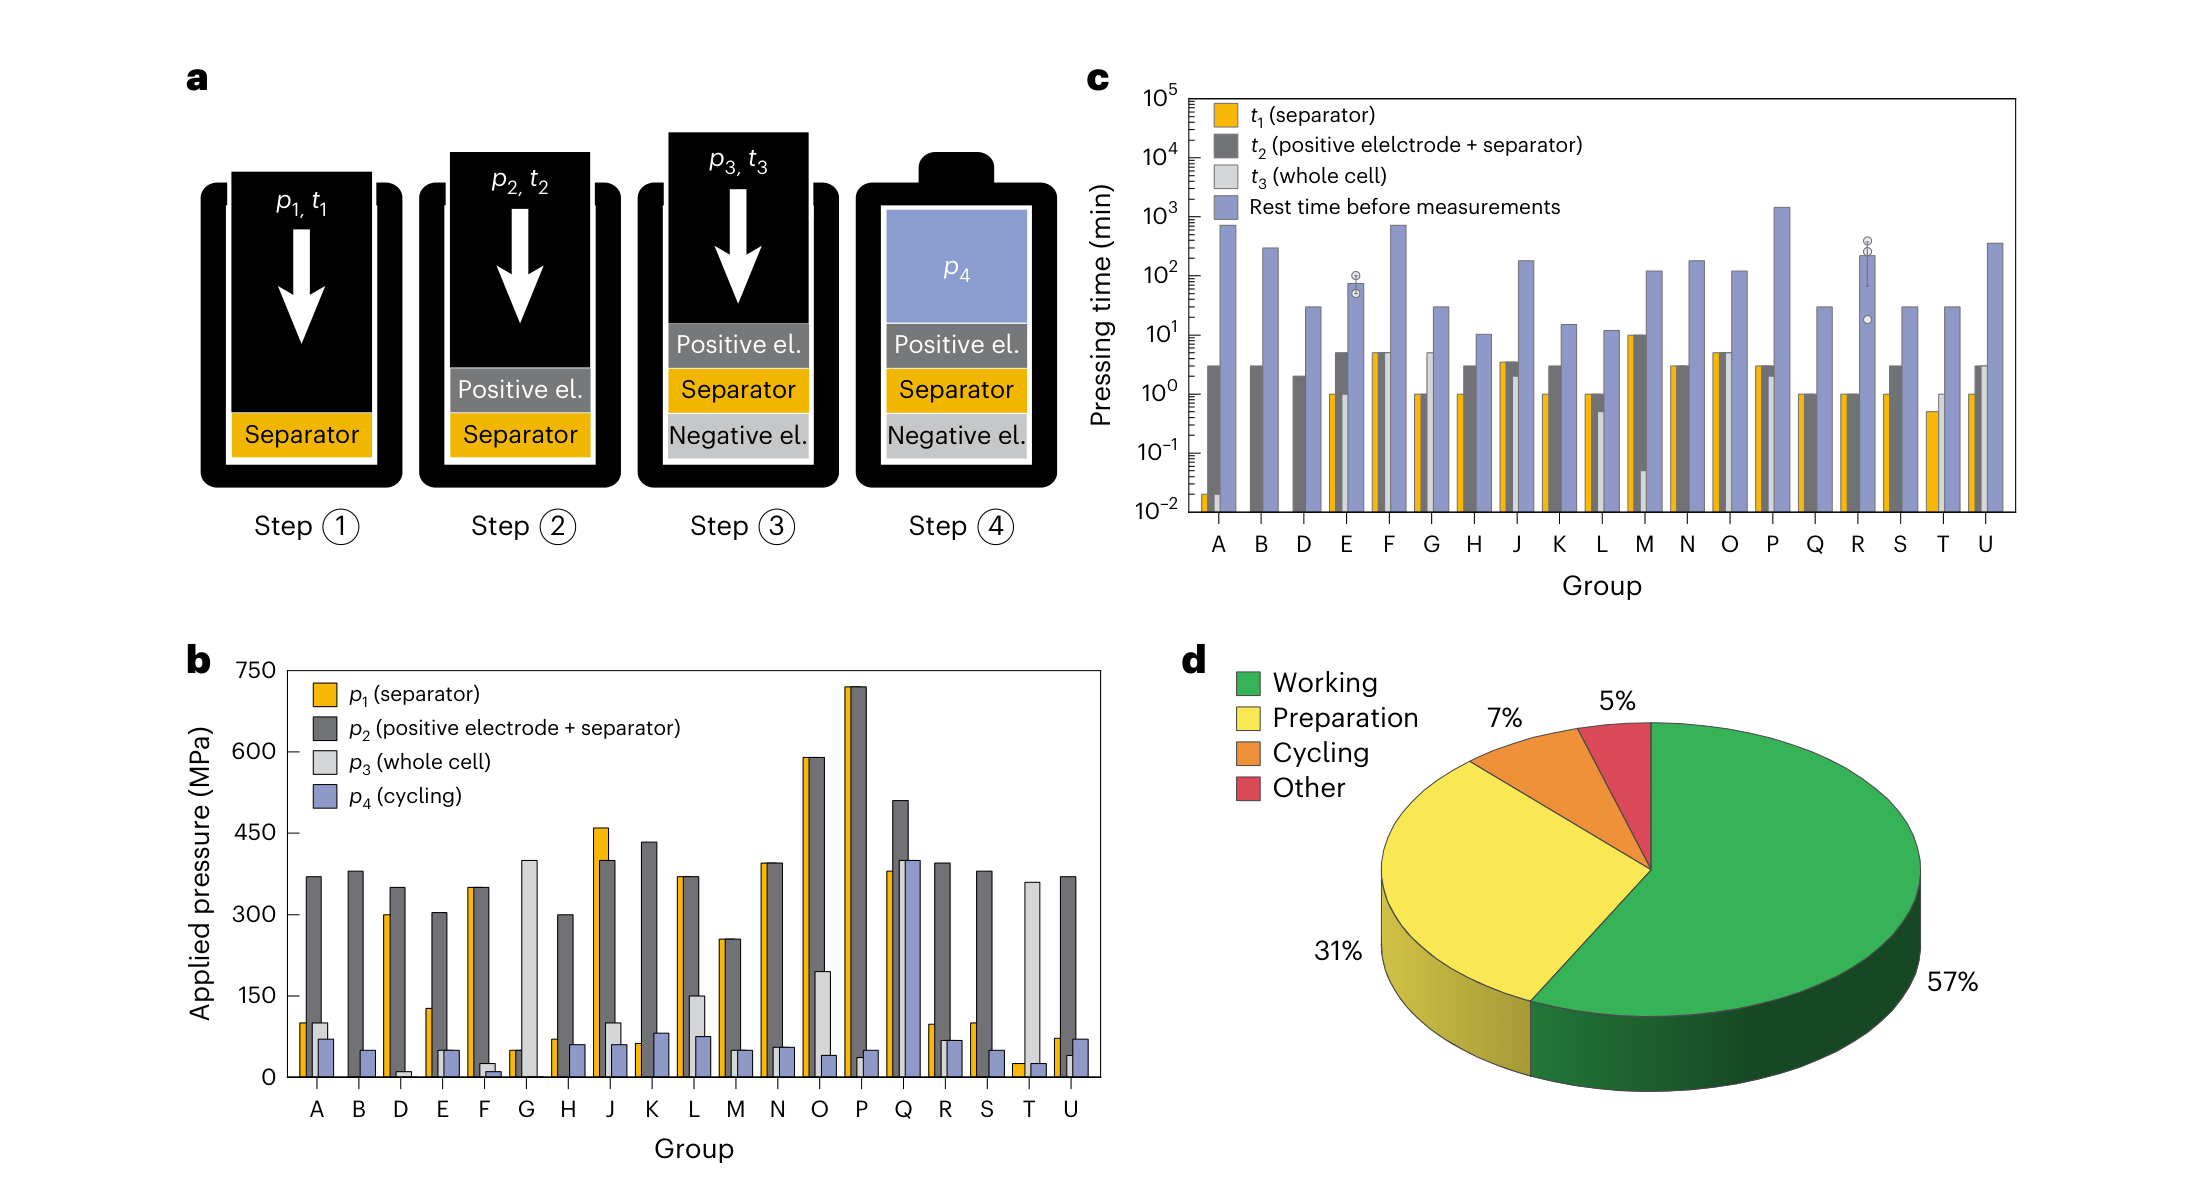 a
p1, t1
Separator
Step 1
p2, t2
Positive el.
Separator
Step 2
p3, t3
Positive el.
Separator
Negative el.
Step 3
p4
Positive el.
Separator
Negative el.
Step 4
b
Applied pressure (MPa)
750
600
450
300
150
0
p1 (separator)
p2 (positive electrode + separator)
p3 (whole cell)
p4 (cycling)
A B D E F G H J K L M N O P Q R S T U
Group
c
Pressing time (min)
10^5
10^4
10^3
10^2
10^1
10^0
10^−1
10^−2
t1 (separator)
t2 (positive elelctrode + separator)
t3 (whole cell)
Rest time before measurements
A B D E F G H J K L M N O P Q R S T U
Group
d
Working
Preparation
Cycling
Other
5%
7%
31%
57%